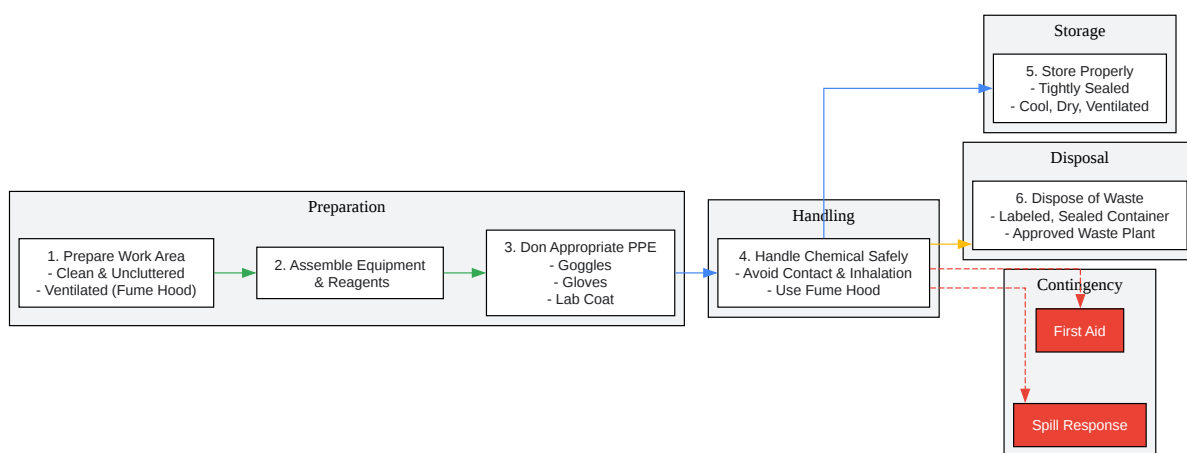 Preparation
1. Prepare Work Area
- Clean & Uncluttered
- Ventilated (Fume Hood)
2. Assemble Equipment
& Reagents
3. Don Appropriate PPE
- Goggles
- Gloves
- Lab Coat
Handling
4. Handle Chemical Safely
- Avoid Contact & Inhalation
- Use Fume Hood
Storage
5. Store Properly
- Tightly Sealed
- Cool, Dry, Ventilated
Disposal
6. Dispose of Waste
- Labeled, Sealed Container
- Approved Waste Plant
Contingency
First Aid
Spill Response